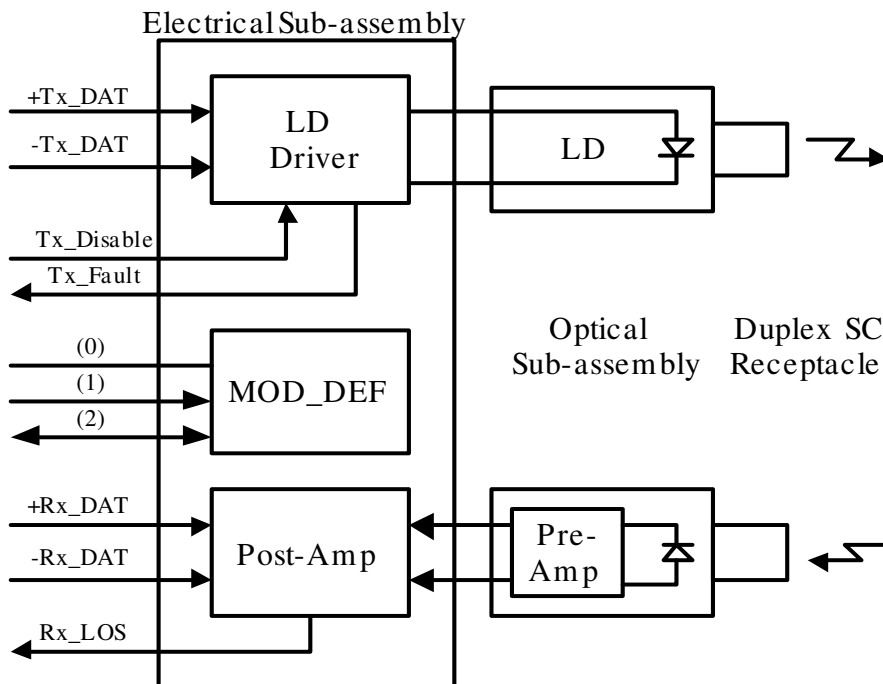 Electrical Sub-assembly
+Tx_DAT
-Tx_DAT
LD
Driver
LD
Tx_Disable
Tx_Fault
Optical
Sub-assembly
Duplex SC
Receptacle
(0)
(1)
(2)
MOD_DEF
+Rx_DAT
-Rx_DAT
Post-Amp
Pre-
Amp
Rx_LOS